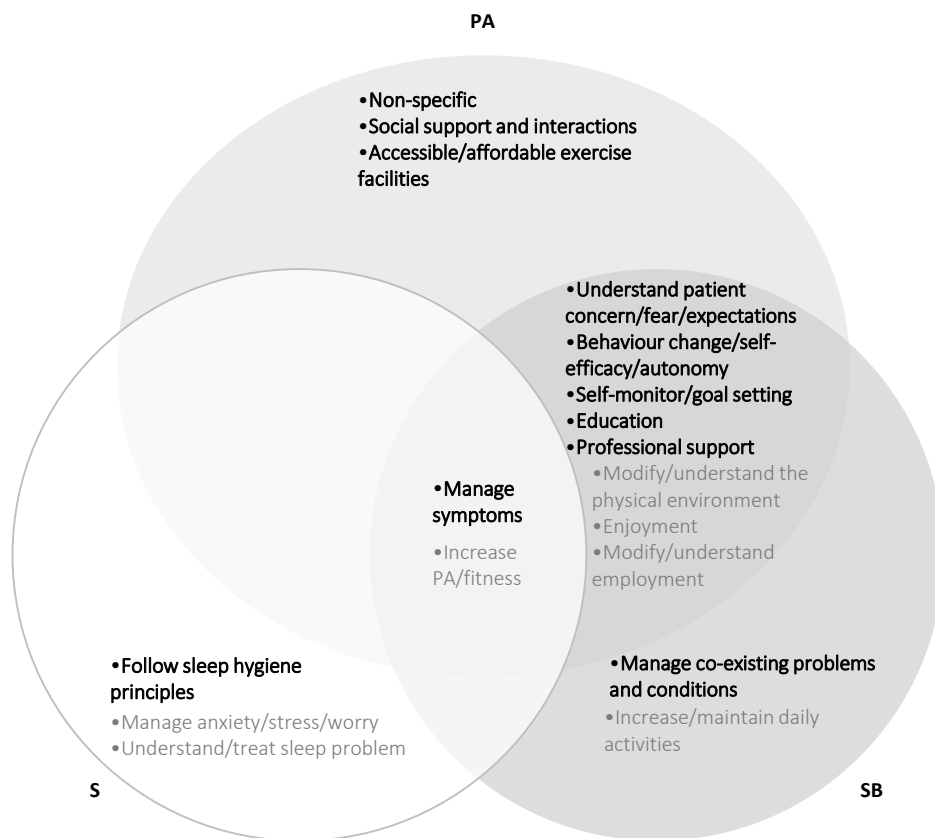 PA
•Non-specific
•Social support and interactions
•Accessible/affordable exercise
facilities
•Understand patient
concern/fear/expectations
•Behaviour change/self-
efficacy/autonomy
•Self-monitor/goal setting
•Education
•Professional support
•Modify/understand the
physical environment
•Enjoyment
•Modify/understand
employment
•Manage
symptoms
•Increase
PA/fitness
•Follow sleep hygiene
principles
•Manage anxiety/stress/worry
•Understand/treat sleep problem
•Manage co-existing problems
and conditions
•Increase/maintain daily
activities
S
SB